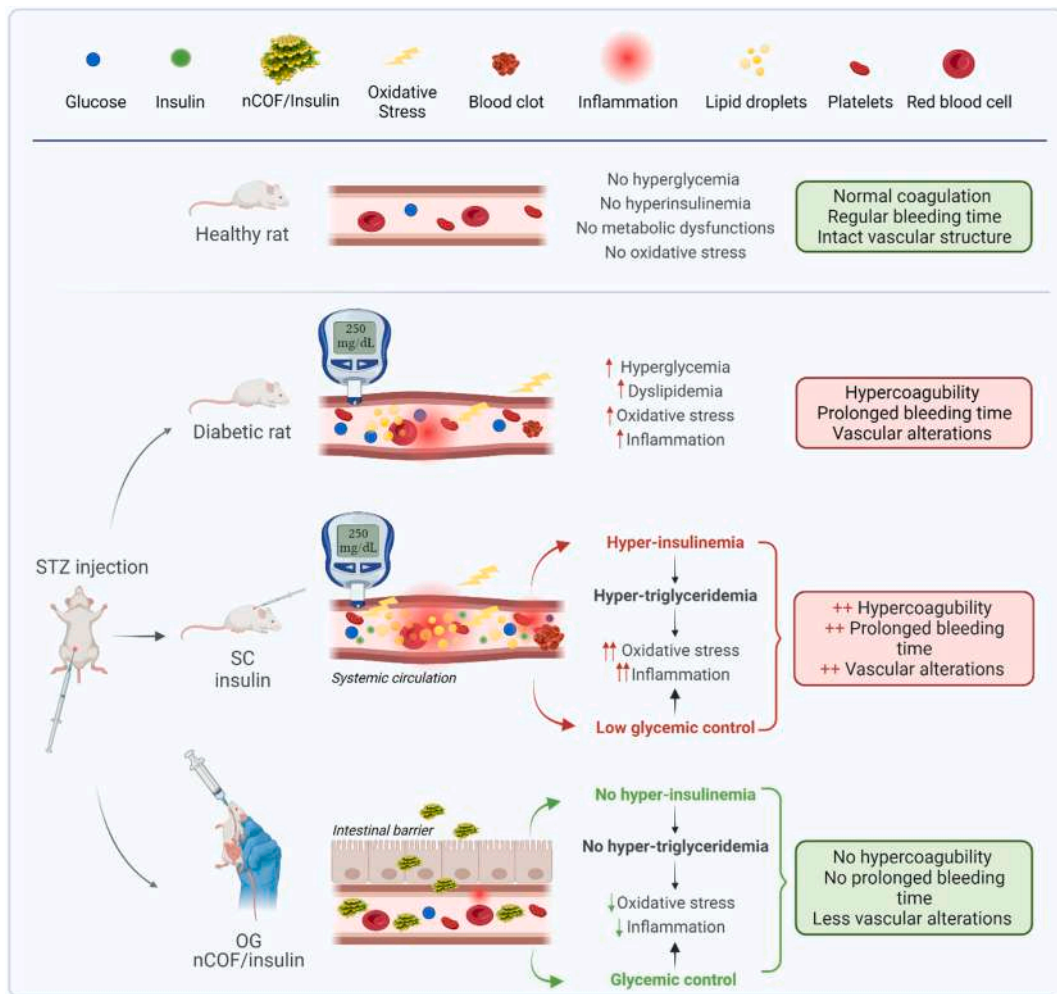 Glucose
Insulin
nCOF/Insulin
Oxidative
Stress
Blood clot
Inflammation
Lipid droplets
Platelets
Red blood cell
Healthy rat
No hyperglycemia
No hyperinsulinemia
No metabolic dysfunctions
No oxidative stress
Normal coagulation
Regular bleeding time
Intact vascular structure
Diabetic rat
250
mg/dL
↑ Hyperglycemia
↑ Dyslipidemia
↑ Oxidative stress
↑ Inflammation
Hypercoagubility
Prolonged bleeding time
Vascular alterations
STZ injection
SC
insulin
250
mg/dL
Systemic circulation
Hyper-insulinemia
Hyper-triglyceridemia
↑↑ Oxidative stress
↑↑ Inflammation
Low glycemic control
++ Hypercoagubility
++ Prolonged bleeding
time
++ Vascular alterations
OG
nCOF/insulin
Intestinal barrier
No hyper-insulinemia
No hyper-triglyceridemia
↓ Oxidative stress
↓ Inflammation
Glycemic control
No hypercoagubility
No prolonged bleeding
time
Less vascular alterations